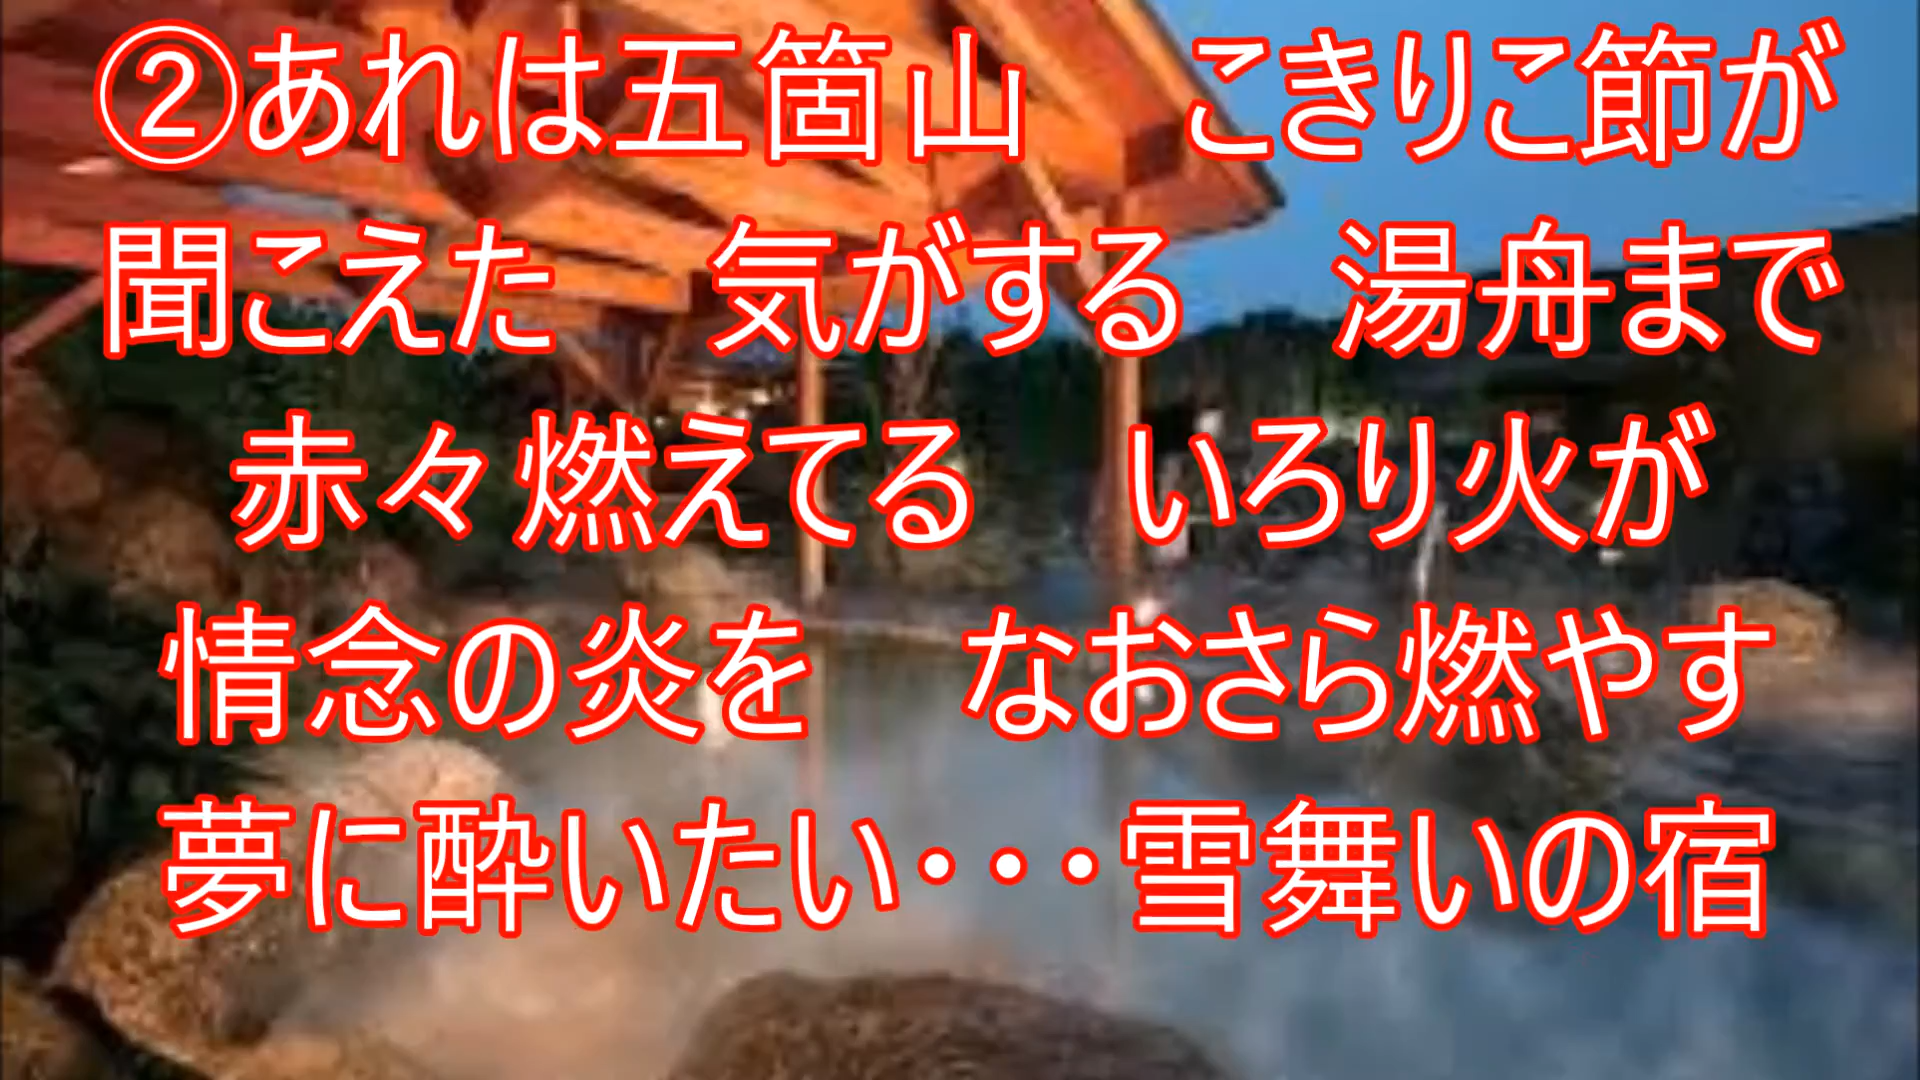 ②あれは五箇山　こきりこ節が
聞こえた　気がする　湯舟まで
赤々燃えてる　いろり火が
情念の炎を　なおさら燃やす
夢に酔いたい･･･雪舞いの宿